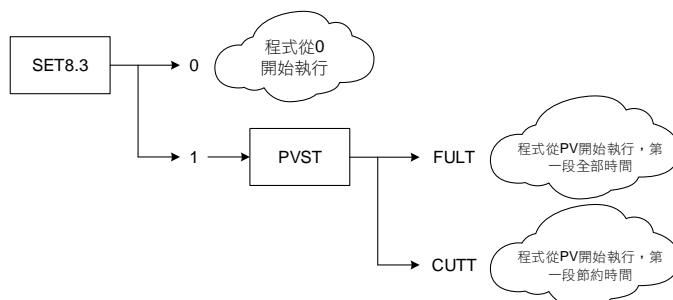 程式從0
開始執行
SET8.3
0
1
PVST
FULT
程式從PV開始執行，第
一段全部時間
CUTT
程式從PV開始執行，第
一段節約時間